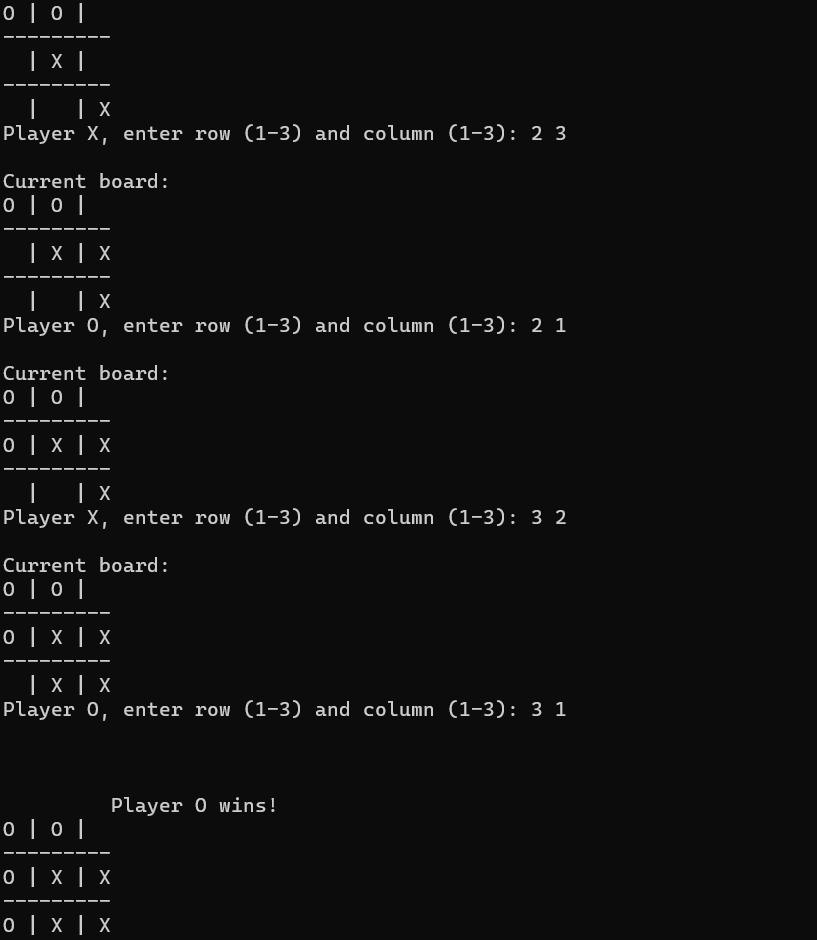 O | O |
---------
  | X |
---------
  |   | X
Player X, enter row (1-3) and column (1-3): 2 3

Current board:
O | O |
---------
  | X | X
---------
  |   | X
Player O, enter row (1-3) and column (1-3): 2 1

Current board:
O | O |
---------
O | X | X
---------
  |   | X
Player X, enter row (1-3) and column (1-3): 3 2

Current board:
O | O |
---------
O | X | X
---------
  | X | X
Player O, enter row (1-3) and column (1-3): 3 1

         Player O wins!
O | O |
---------
O | X | X
---------
O | X | X